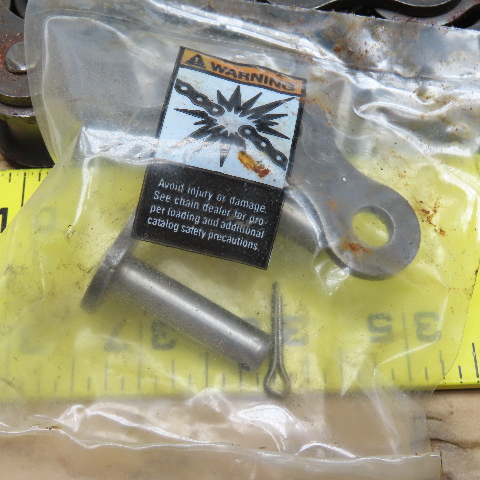 WARNING
Avoid injury or damage.
See chain dealer for pro-
per loading and additional
catalog safety precautions.